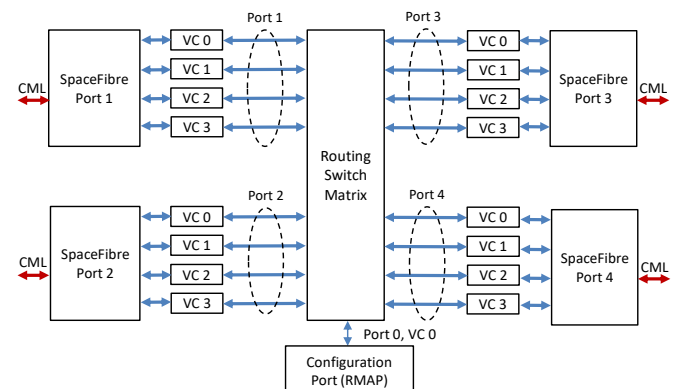 Port 1
Port 3
VC 0
VC 1
VC 2
VC 3
SpaceFibre
Port 1
CML
VC 0
VC 1
VC 2
VC 3
SpaceFibre
Port 3
CML
Routing
Switch
Matrix
Port 2
Port 4
VC 0
VC 1
VC 2
VC 3
SpaceFibre
Port 2
CML
VC 0
VC 1
VC 2
VC 3
SpaceFibre
Port 4
CML
Port 0, VC 0
Configuration
Port (RMAP)